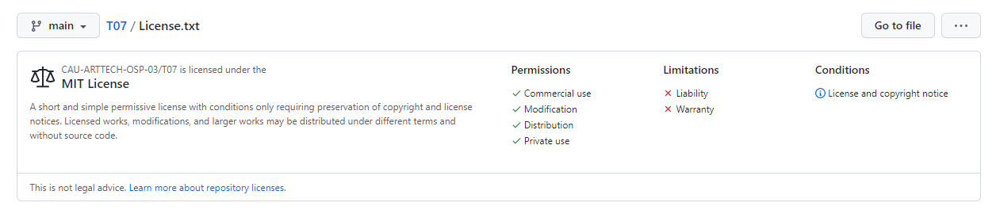 main
T07 / License.txt
Go to file
...
CAU-ARTTECH-OSP-03/T07 is licensed under the
MIT License
A short and simple permissive license with conditions only requiring preservation of copyright and license
notices. Licensed works, modifications, and larger works may be distributed under different terms and
without source code.
Permissions
Commercial use
Modification
Distribution
Private use
Limitations
Liability
Warranty
Conditions
License and copyright notice
This is not legal advice. Learn more about repository licenses.